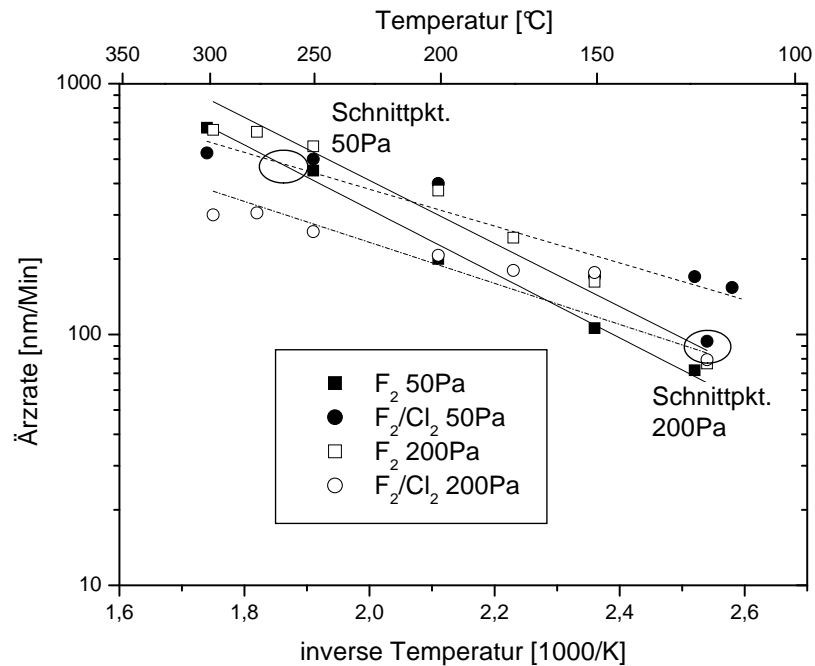 Temperatur [°C]
350 300 250 200 150 100
1000
100
10
Ärzrate [nm/Min]
Schnittpkt.
50Pa
F₂ 50Pa
F₂/Cl₂ 50Pa
F₂ 200Pa
F₂/Cl₂ 200Pa
Schnittpkt.
200Pa
1,6 1,8 2,0 2,2 2,4 2,6
inverse Temperatur [1000/K]